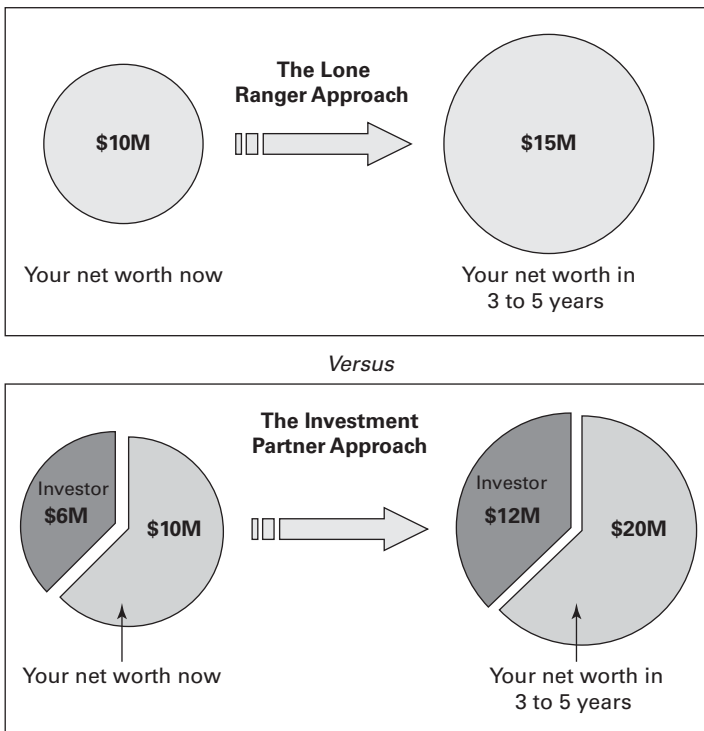 The Lone
Ranger Approach
$10M
$15M
Your net worth now
Your net worth in
3 to 5 years
Versus
The Investment
Partner Approach
Investor
$6M
$10M
Investor
$12M
$20M
Your net worth now
Your net worth in
3 to 5 years